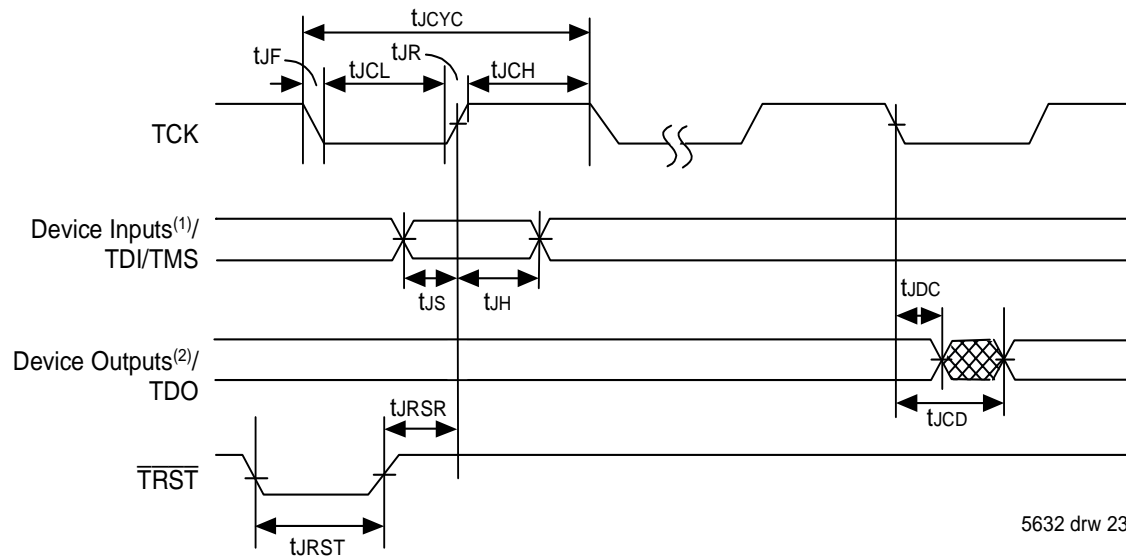 tJCYC
tJF
tJCL
tJR
tJCH
TCK
Device Inputs(1)/
TDI/TMS
tJS
tJH
tJDC
Device Outputs(2)/
TDO
tJCD
tJRSR
TRST
tJRST
5632 drw 23